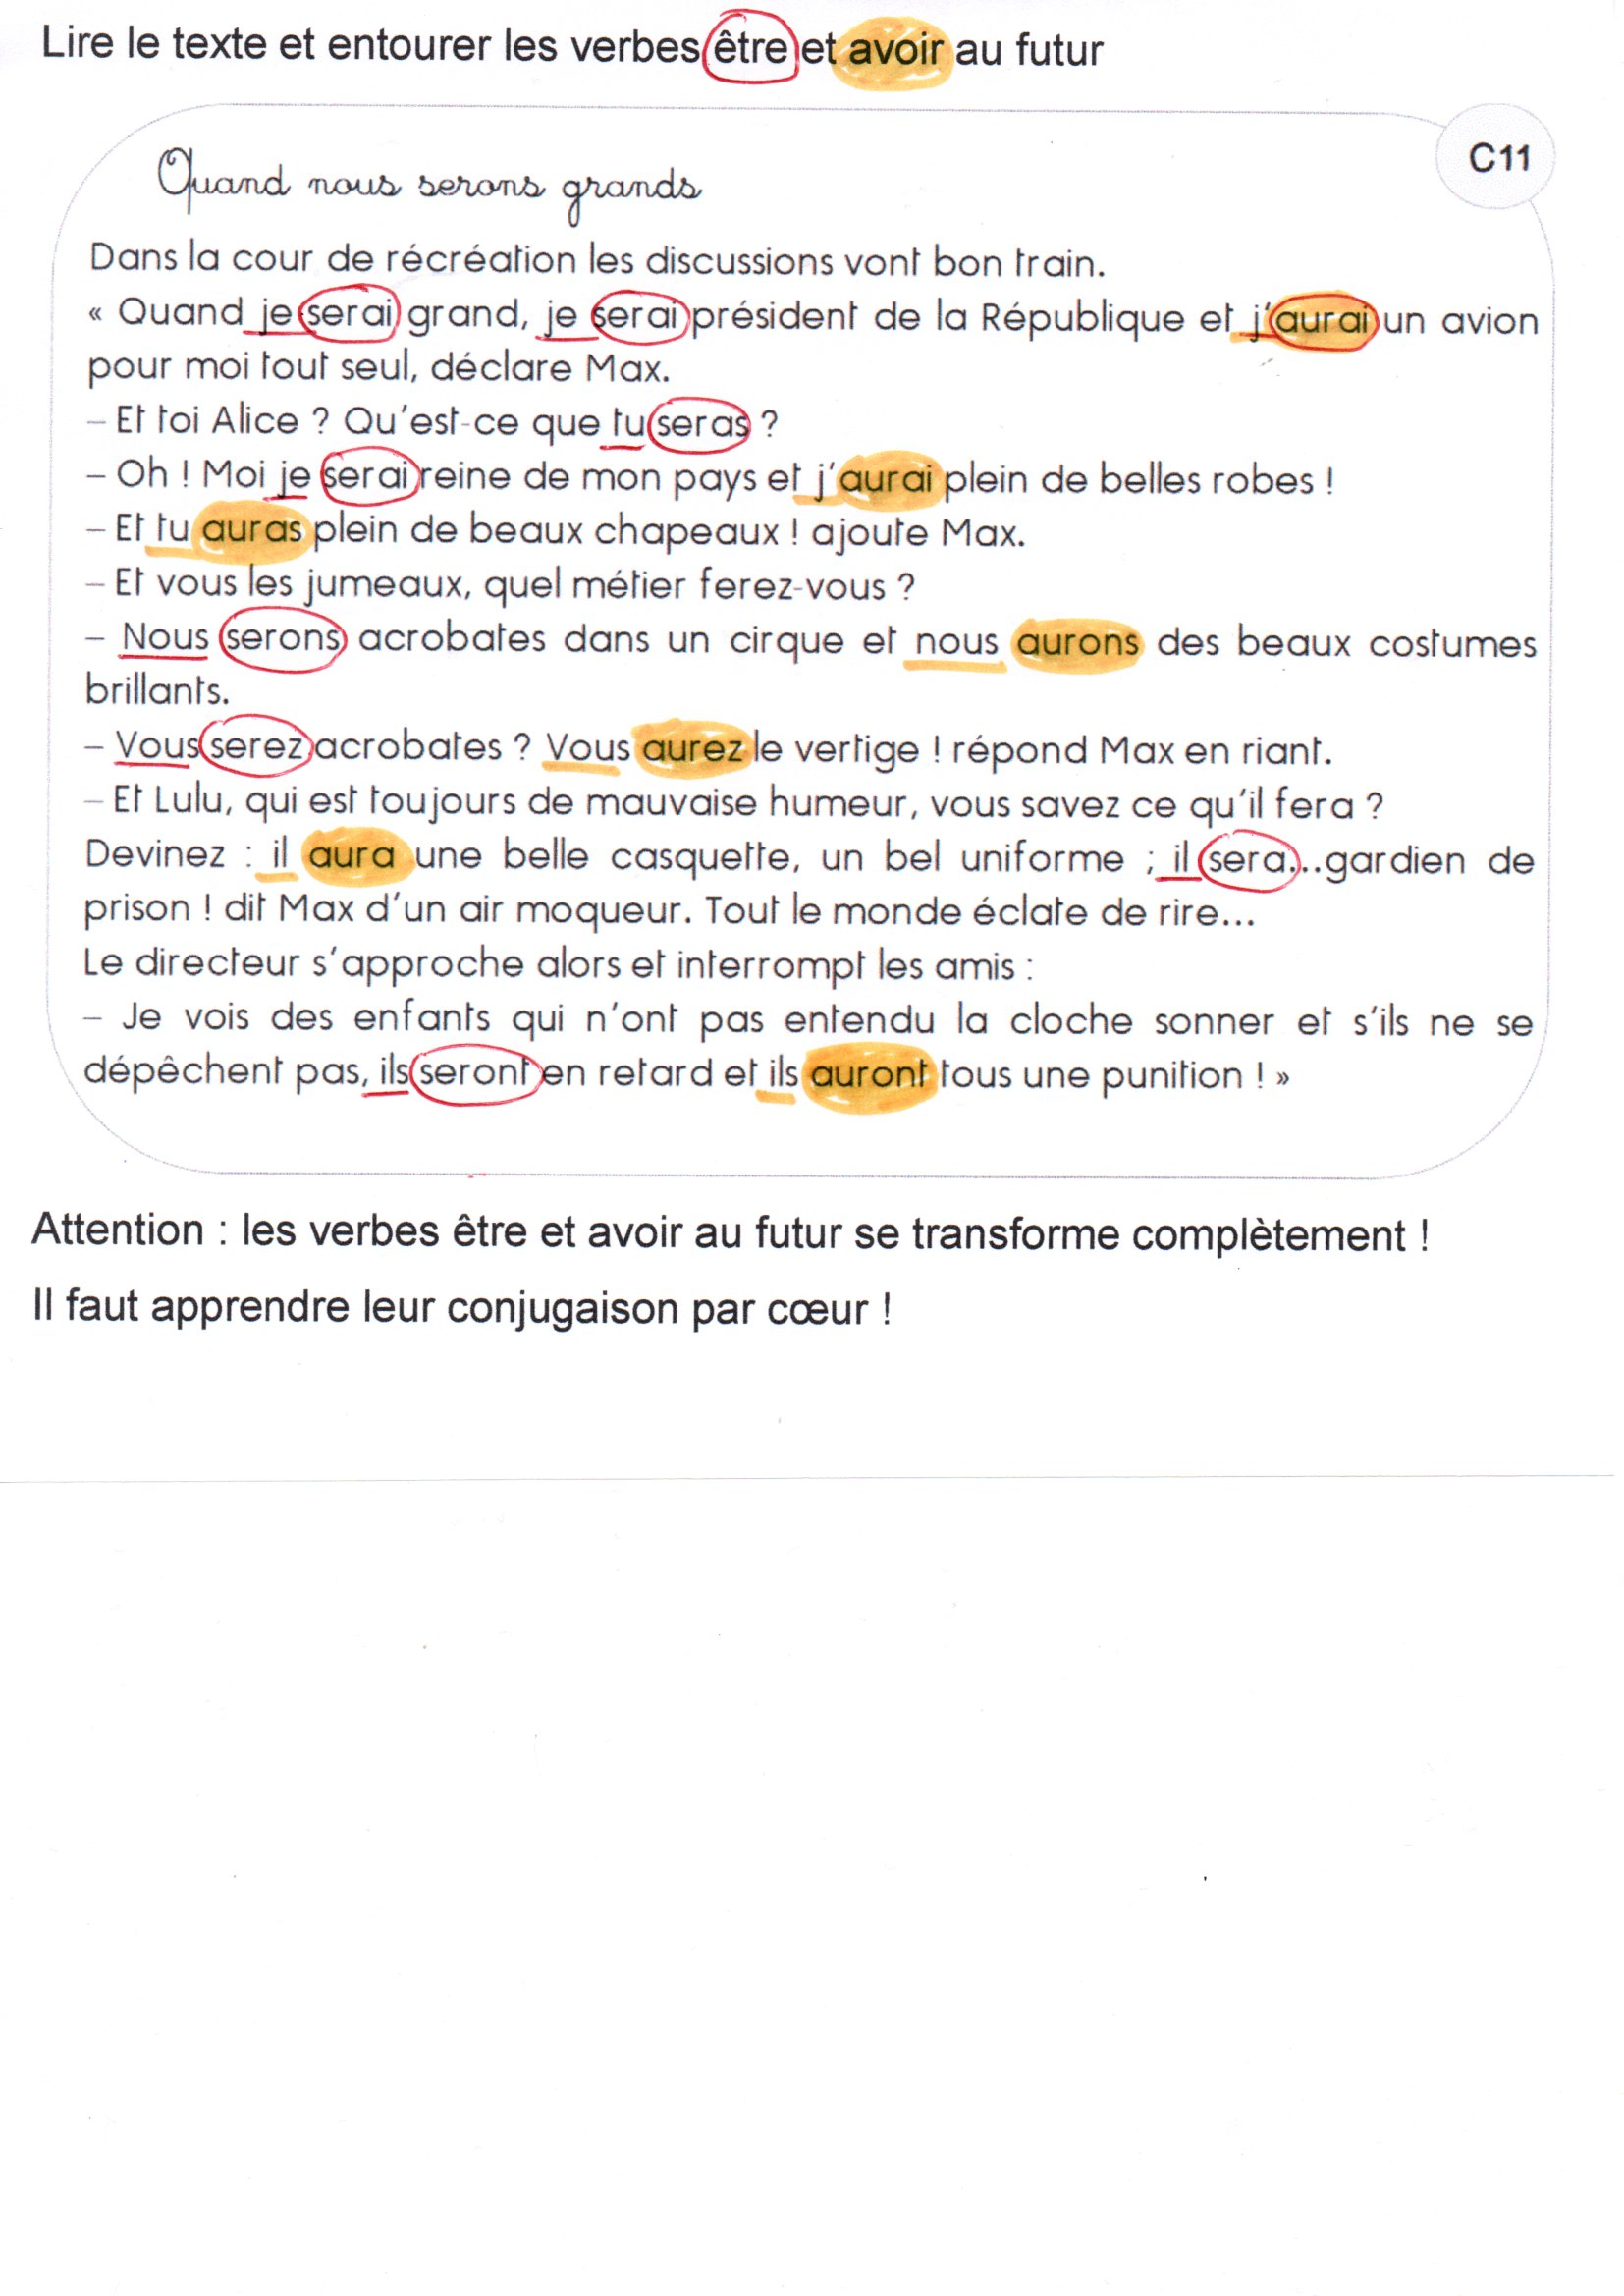 Lire le texte et entourer les verbes être et avoir au futur
C11
Quand nous serons grands
Dans la cour de récréation les discussions vont bon train.
« Quand je serai grand, je serai président de la République et j'aurai un avion
pour moi tout seul, déclare Max.
– Et toi Alice ? Qu'est-ce que tu seras ?
– Oh ! Moi je serai reine de mon pays et j'aurai plein de belles robes !
– Et tu auras plein de beaux chapeaux ! ajoute Max.
– Et vous les jumeaux, quel métier ferez-vous ?
– Nous serons acrobates dans un cirque et nous aurons des beaux costumes
brillants.
– Vous serez acrobates ? Vous aurez le vertige ! répond Max en riant.
– Et Lulu, qui est toujours de mauvaise humeur, vous savez ce qu'il fera ?
Devinez : il aura une belle casquette, un bel uniforme ; il sera...gardien de
prison ! dit Max d'un air moqueur. Tout le monde éclate de rire...
Le directeur s'approche alors et interrompt les amis :
– Je vois des enfants qui n'ont pas entendu la cloche sonner et s'ils ne se
dépêchent pas, ils seront en retard et ils auront tous une punition ! »
Attention : les verbes être et avoir au futur se transforme complètement !
Il faut apprendre leur conjugaison par cœur !